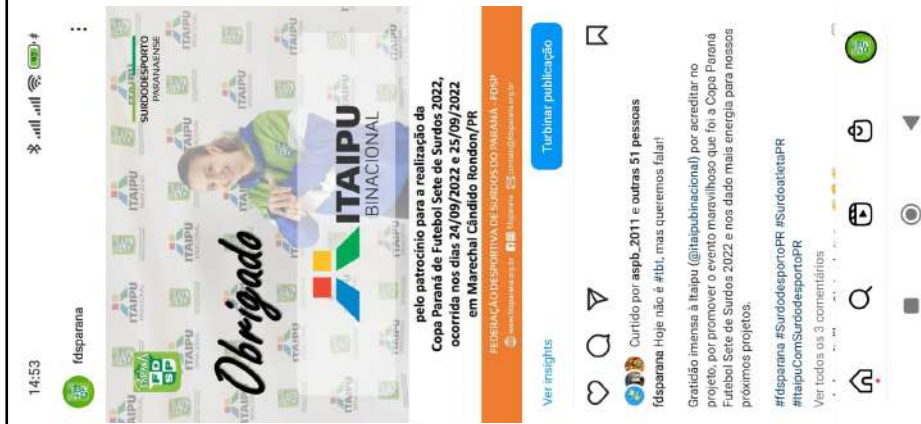 14:53
fdsparana
SURDODESPORTO
PARANAENSE
FD
SP
Obrigado
ITAIPU
BINACIONAL
pelo patrocínio para a realização da
Copa Paraná de Futebol Sete de Surdos 2022,
ocorrida nos dias 24/09/2022 e 25/09/2022
em Marechal Cândido Rondon/PR
FEDERAÇÃO DESPORTIVA DE SURDOS DO PARANÁ - FDSP
Ver insights
Turbinar publicação
Curtido por aspb_2011 e outras 51 pessoas
fdsparana Hoje não é #tbt, mas queremos falar!
Gratidão imensa à Itaipu (@itaipubinacional) por acreditar no
projeto, por promover o evento maravilhoso que foi a Copa Paraná
Futebol Sete de Surdos 2022 e nos dado mais energia para nossos
próximos projetos.
#fdsparana #SurdodesportoPR #SurdoatletaPR
#ItaipuComSurdodesportoPR
Ver todos os 3 comentários